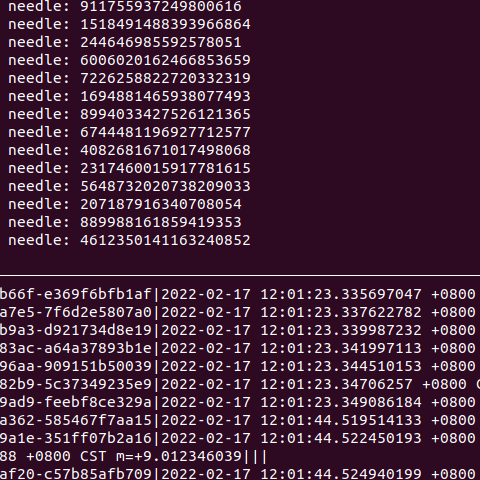 needle: 911755937249800616
needle: 1518491488393966864
needle: 244646985592578051
needle: 6006020162466853659
needle: 7226258822720332319
needle: 1694881465938077493
needle: 8994033427526121365
needle: 6744481196927712577
needle: 4082681671017498068
needle: 2317460015917781615
needle: 5648732020738209033
needle: 207187916340708054
needle: 889988161859419353
needle: 4612350141163240852
b66f-e369f6bfb1af|2022-02-17 12:01:23.335697047 +0800
a7e5-7f6d2e5807a0|2022-02-17 12:01:23.337622782 +0800
b9a3-d921734d8e19|2022-02-17 12:01:23.339987232 +0800
83ac-a64a37893b1e|2022-02-17 12:01:23.341997113 +0800
96aa-909151b50039|2022-02-17 12:01:23.344510153 +0800
82b9-5c37349235e9|2022-02-17 12:01:23.34706257 +0800 C
9ad9-feebf8ce329a|2022-02-17 12:01:23.349086184 +0800
a362-585467f7aa15|2022-02-17 12:01:44.519514133 +0800
9a1e-351ff07b2a16|2022-02-17 12:01:44.522450193 +0800
88 +0800 CST m=+9.012346039|||
af20-c57b85afb709|2022-02-17 12:01:44.524940199 +0800